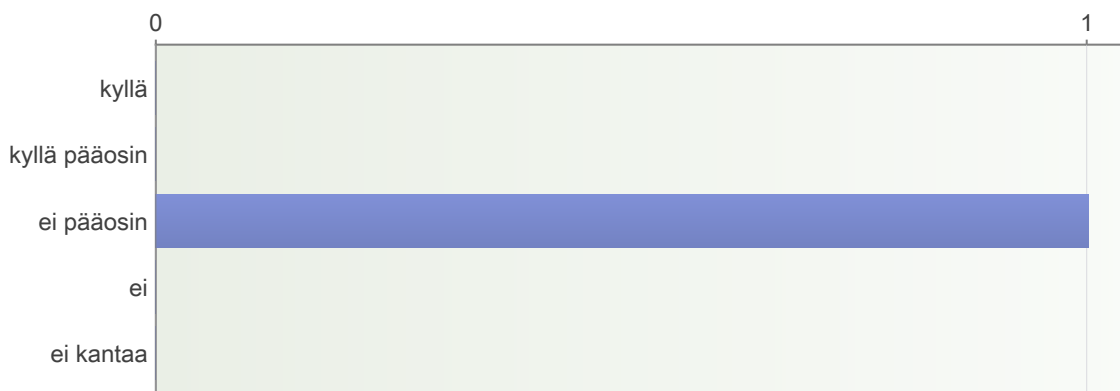 0 1
kyllä
kyllä pääosin
ei pääosin
ei
ei kantaa